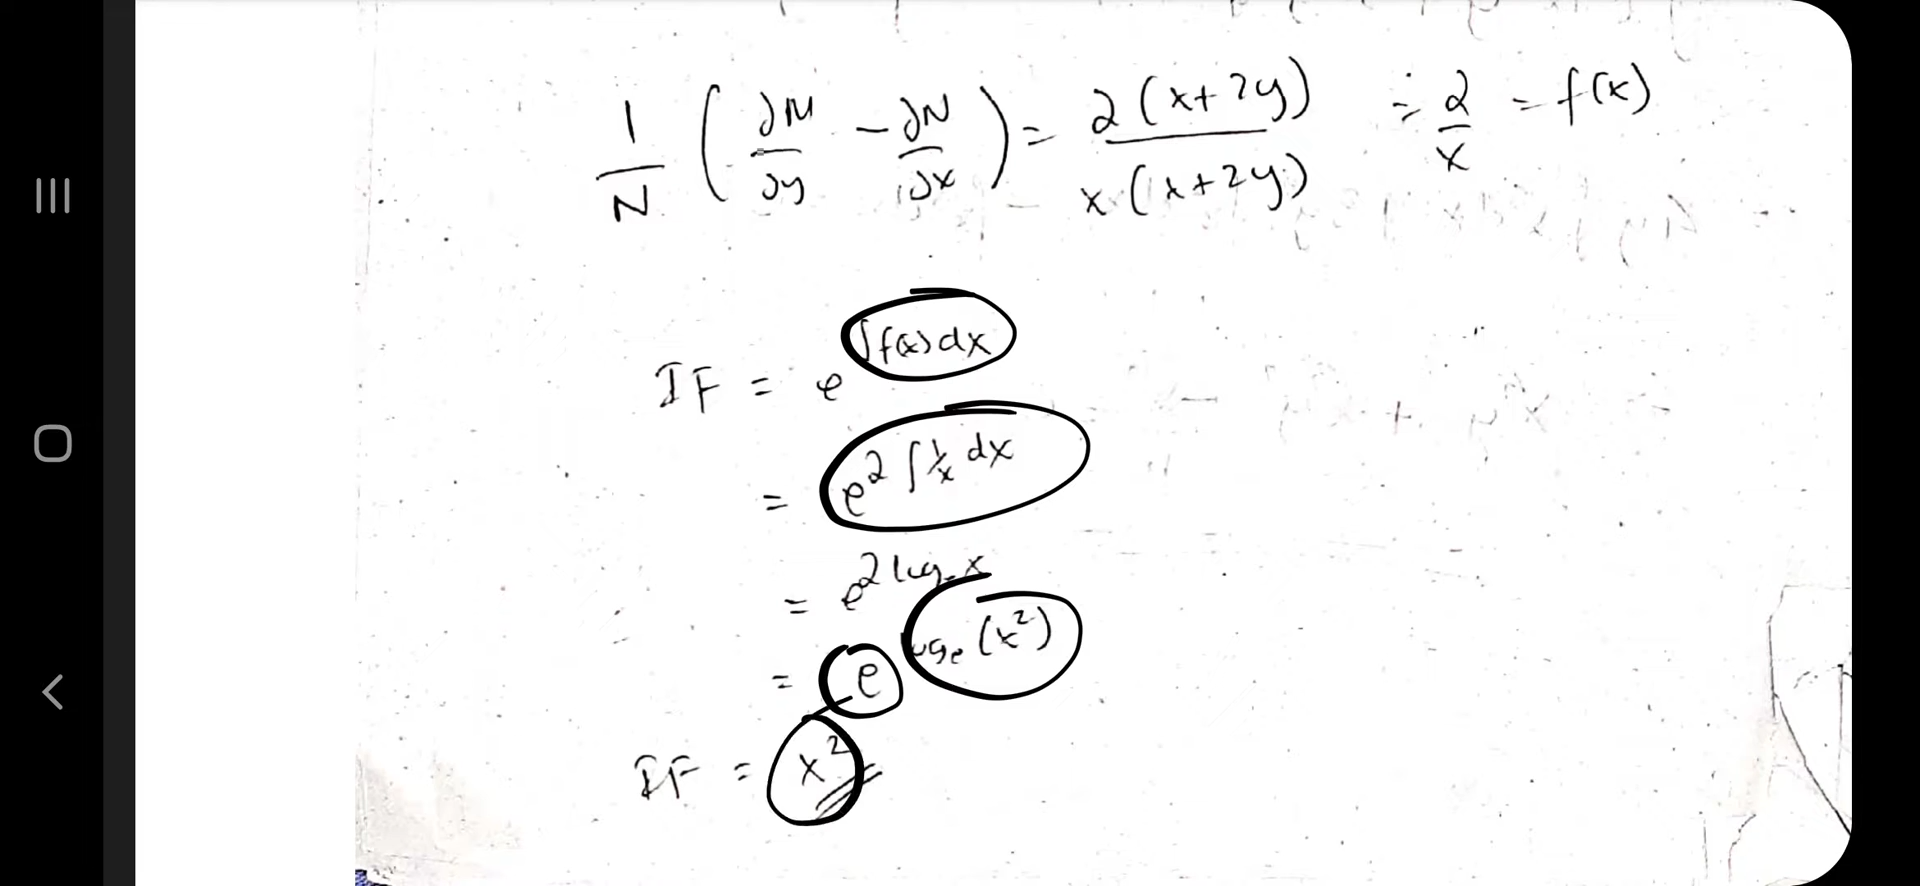 1/N (∂M/∂y − ∂N/∂x) = 2(x+2y)/x(x+2y) = 2/x = f(x)
IF = e^∫f(x)dx
= e^2∫1/x dx
= e^2 log_e x
= e^log_e (x²)
IF = x²